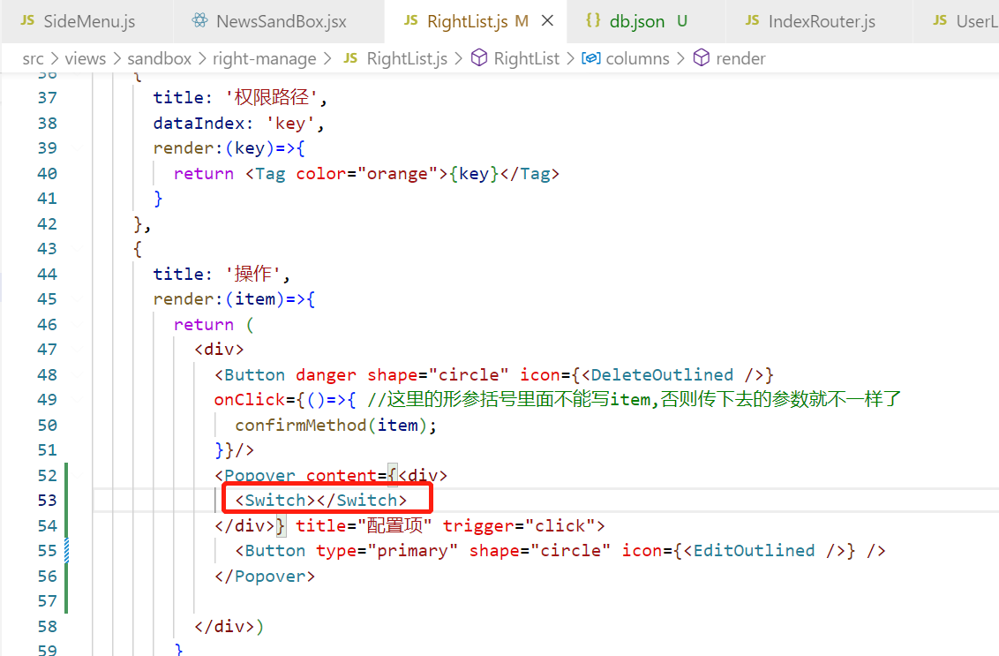 JS SideMenu.js NewsSandBox.jsx JS RightList.js M × {} db.json U JS IndexRouter.js JS UserL
src > views > sandbox > right-manage > JS RightList.js > RightList > columns > render
36 {
37 title: '权限路径',
38 dataIndex: 'key',
39 render:(key)=>{
40 return <Tag color="orange">{key}</Tag>
41 }
42 },
43 {
44 title: '操作',
45 render:(item)=>{
46 return (
47 <div>
48 <Button danger shape="circle" icon={<DeleteOutlined />}
49 onClick={()=>{ //这里的形参括号里面不能写item,否则传下去的参数就不一样了
50 confirmMethod(item);
51 }}/>
52 <Popover content={<div>
53 <Switch></Switch>
54 </div>} title="配置项" trigger="click">
55 <Button type="primary" shape="circle" icon={<EditOutlined />} />
56 </Popover>
57
58 </div>)
59 }